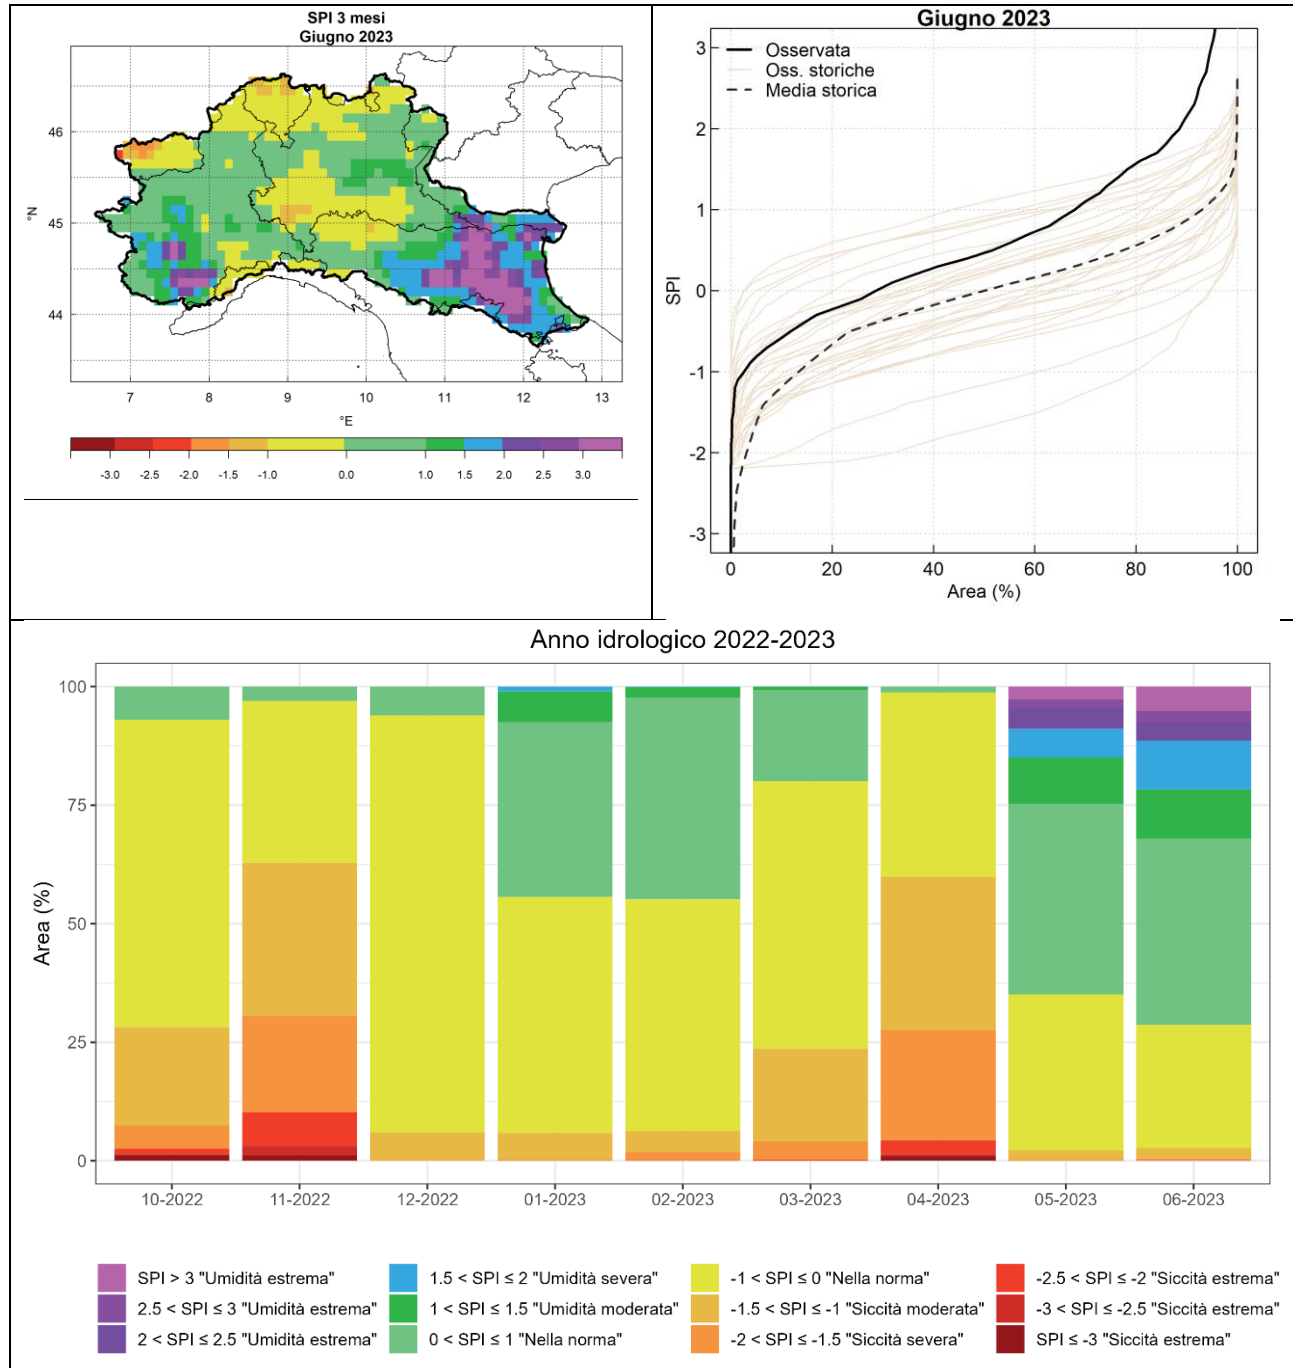 SPI 3 mesi
Giugno 2023
46
45
44
°N
7 8 9 10 11 12 13
°E
-3.0 -2.5 -2.0 -1.5 -1.0 0.0 1.0 1.5 2.0 2.5 3.0
Giugno 2023
Osservata
Oss. storiche
Media storica
3
2
1
0
-1
-2
-3
SPI
0 20 40 60 80 100
Area (%)
Anno idrologico 2022-2023
100
75
50
25
0
Area (%)
10-2022 11-2022 12-2022 01-2023 02-2023 03-2023 04-2023 05-2023 06-2023
SPI > 3 "Umidità estrema" 1.5 < SPI ≤ 2 "Umidità severa" -1 < SPI ≤ 0 "Nella norma" -2.5 < SPI ≤ -2 "Siccità estrema"
2.5 < SPI ≤ 3 "Umidità estrema" 1 < SPI ≤ 1.5 "Umidità moderata" -1.5 < SPI ≤ -1 "Siccità moderata" -3 < SPI ≤ -2.5 "Siccità estrema"
2 < SPI ≤ 2.5 "Umidità estrema" 0 < SPI ≤ 1 "Nella norma" -2 < SPI ≤ -1.5 "Siccità severa" SPI ≤ -3 "Siccità estrema"